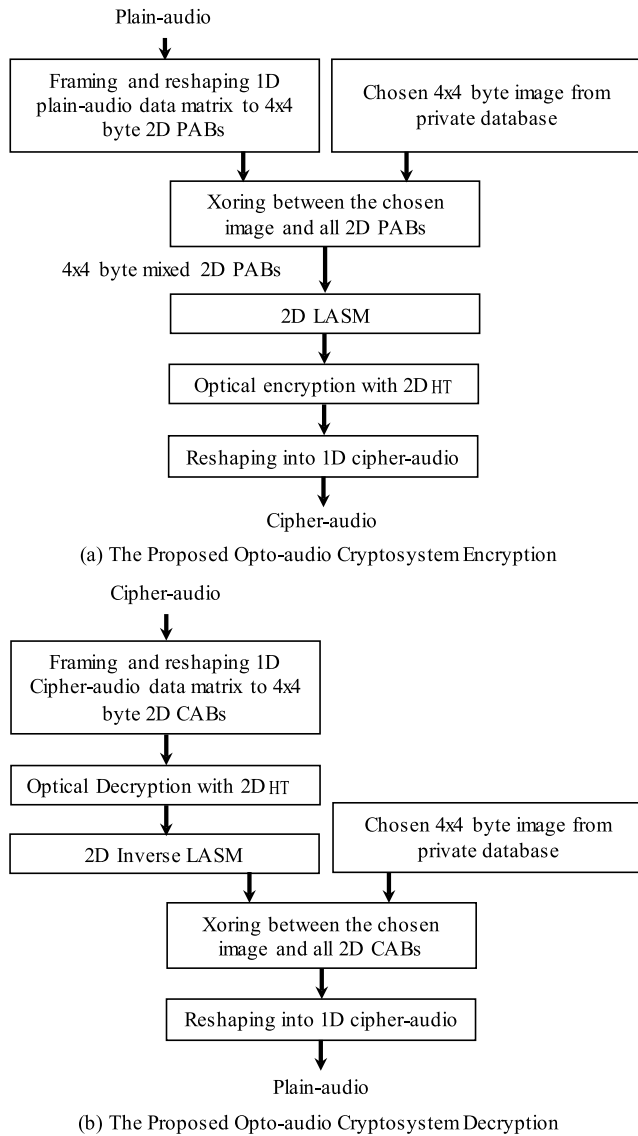 Plain-audio
Framing and reshaping 1D
plain-audio data matrix to 4x4
byte 2D PABs
Chosen 4x4 byte image from
private database
Xoring between the chosen
image and all 2D PABs
4x4 byte mixed 2D PABs
2D LASM
Optical encryption with 2D HT
Reshaping into 1D cipher-audio
Cipher-audio
(a) The Proposed Opto-audio Cryptosystem Encryption
Cipher-audio
Framing and reshaping 1D
Cipher-audio data matrix to 4x4
byte 2D CABs
Optical Decryption with 2D HT
2D Inverse LASM
Chosen 4x4 byte image from
private database
Xoring between the chosen
image and all 2D CABs
Reshaping into 1D cipher-audio
Plain-audio
(b) The Proposed Opto-audio Cryptosystem Decryption